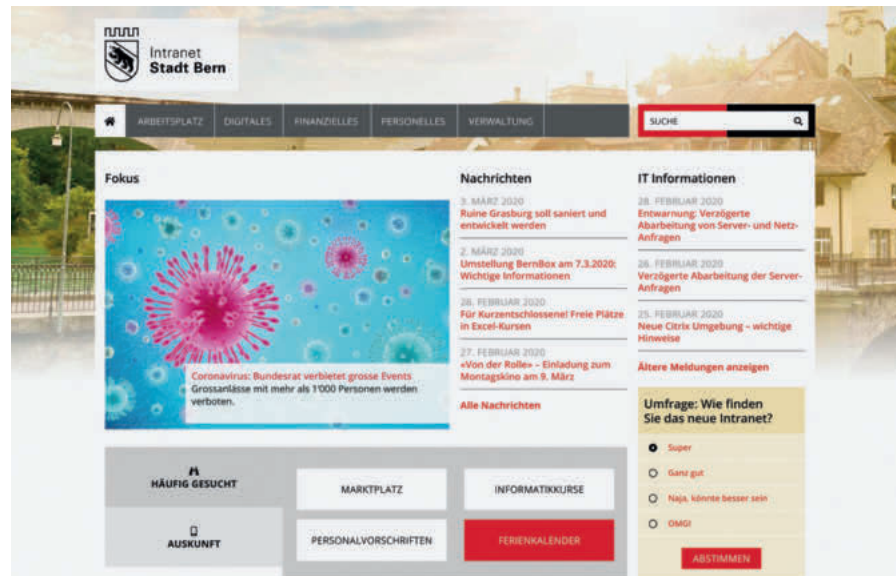 Intranet
Stadt Bern
ARBEITSPLATZ DIGITALES FINANZIELLES PERSONELLES VERWALTUNG
SUCHE
Fokus
Coronavirus: Bundesrat verbietet grosse Events
Grossanlässe mit mehr als 1'000 Personen werden
verboten.
Nachrichten
3. MÄRZ 2020
Ruine Grasburg soll saniert und
entwickelt werden
2. MÄRZ 2020
Umstellung BernBox am 7.3.2020:
Wichtige Informationen
28. FEBRUAR 2020
Für Kurzentschlossene! Freie Plätze
in Excel-Kursen
27. FEBRUAR 2020
«Von der Rolle» – Einladung zum
Montagskino am 9. März
Alle Nachrichten
IT Informationen
28. FEBRUAR 2020
Entwarnung: Verzögerte
Abarbeitung von Server- und Netz-
Anfragen
26. FEBRUAR 2020
Verzögerte Abarbeitung der Server-
Anfragen
25. FEBRUAR 2020
Neue Citrix Umgebung – wichtige
Hinweise
Ältere Meldungen anzeigen
Umfrage: Wie finden
Sie das neue Intranet?
Super
Ganz gut
Naja, könnte besser sein
OMG!
ABSTIMMEN
HÄUFIG GESUCHT
AUSKUNFT
MARKTPLATZ
INFORMATIKKURSE
PERSONALVORSCHRIFTEN
FERIENKALENDER